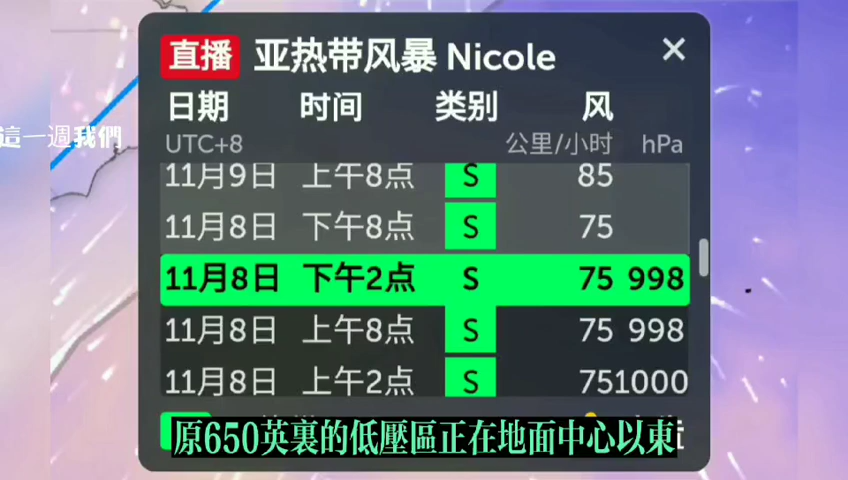 直播 亚热带风暴 Nicole ×
日期 时间 类别 风
UTC+8 公里/小时 hPa
這一週我們
11月9日 上午8点 S 85
11月8日 下午8点 S 75
11月8日 下午2点 S 75 998
11月8日 上午8点 S 75 998
11月8日 上午2点 S 75 1000
原650英裏的低壓區正在地面中心以東